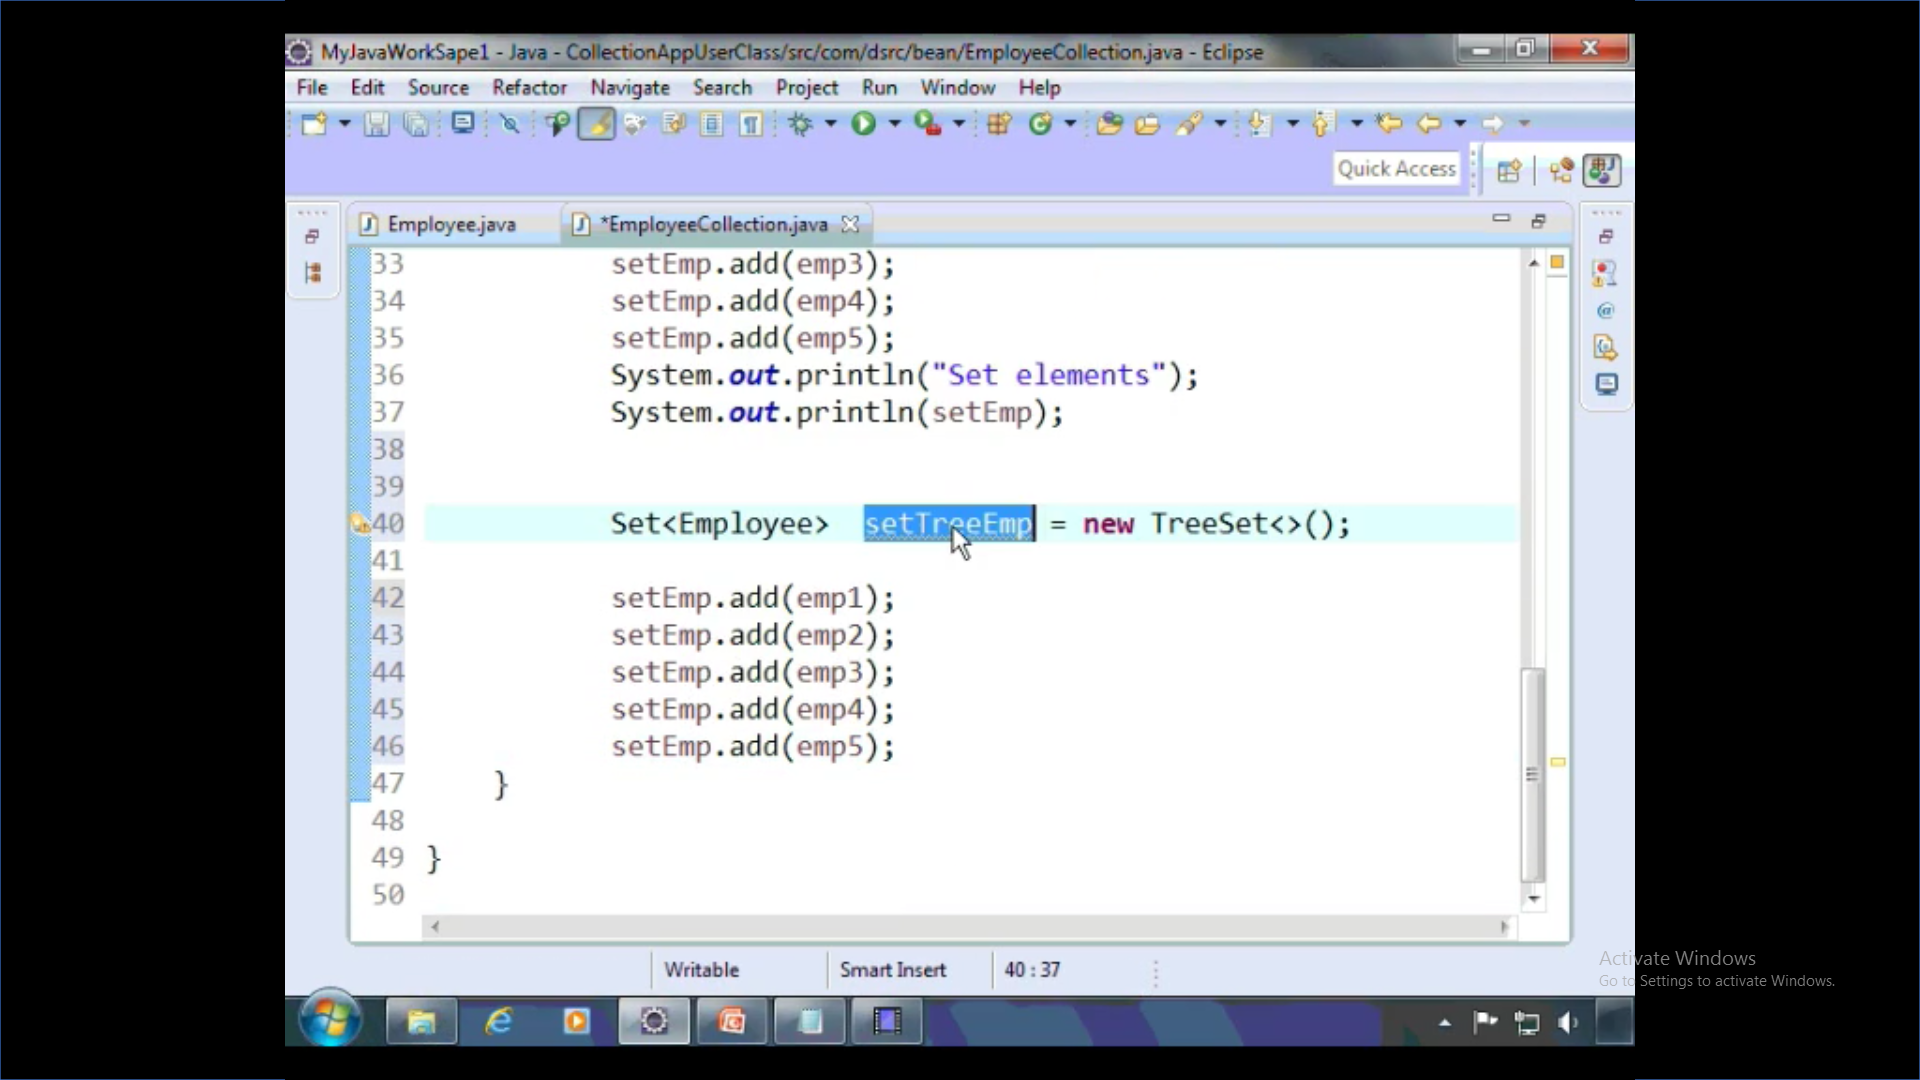 MyJavaWorkSape1 - Java - CollectionAppUserClass/src/com/dsrc/bean/EmployeeCollection.java - Eclipse
File Edit Source Refactor Navigate Search Project Run Window Help
Quick Access
Employee.java *EmployeeCollection.java
33 setEmp.add(emp3);
34 setEmp.add(emp4);
35 setEmp.add(emp5);
36 System.out.println("Set elements");
37 System.out.println(setEmp);
38
39
40 Set<Employee> setTreeEmp = new TreeSet<>();
41
42 setEmp.add(emp1);
43 setEmp.add(emp2);
44 setEmp.add(emp3);
45 setEmp.add(emp4);
46 setEmp.add(emp5);
47 }
48
49 }
50
Writable Smart Insert 40 : 37
Activate Windows
Go to Settings to activate Windows.